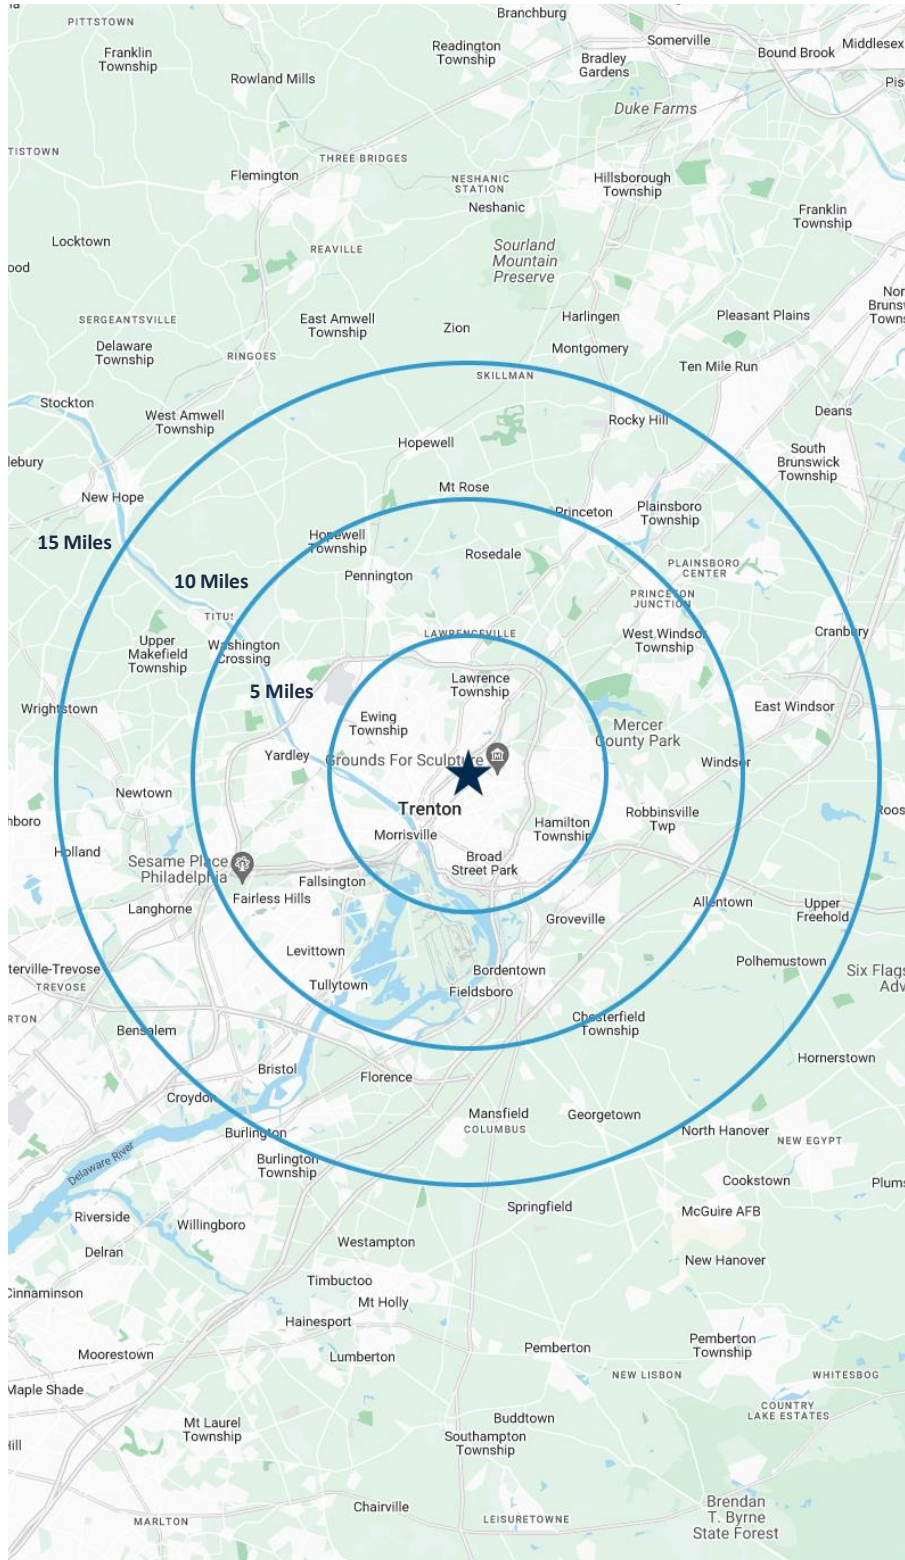 PITTSTOWN
Branchburg
Franklin
Township
Readington
Township
Somerville
Bradley
Gardens
Bound Brook
Middlesex
Rowland Mills
Duke Farms
THREE BRIDGES
Flemington
NESHANIC
STATION
Neshanic
Hillsborough
Township
Franklin
Township
Locktown
REAVILLE
Sourland
Mountain
Preserve
SERGEANTSVILLE
East Amwell
Township
Zion
Harlingen
Pleasant Plains
Delaware
Township
RINGOES
Montgomery
Ten Mile Run
SKILLMAN
Stockton
West Amwell
Township
Rocky Hill
Deans
Hopewell
South
Brunswick
Township
New Hope
Mt Rose
Princeton
Plainsboro
Township
15 Miles
Hopewell
Township
Rosedale
10 Miles
Pennington
PLAINSBORO
CENTER
PRINCETON
JUNCTION
TITUS
Upper
Makefield
Township
Washington
Crossing
LAWRENCEVILLE
West Windsor
Township
Cranbury
5 Miles
Lawrence
Township
Wrightstown
Ewing
Township
Mercer
County Park
East Windsor
Yardley
Grounds For Sculpture
Windsor
Newtown
Trenton
Morrisville
Hamilton
Township
Robbinsville
Twp
Holland
Sesame Place
Philadelphia
Broad
Street Park
Fallsington
Fairless Hills
Langhorne
Groveville
Allentown
Upper
Freehold
Levittown
Bordentown
Polhemustown
Six Flags
Adv
terville-Trevose
TREVOSE
Tullytown
Fieldsboro
Chesterfield
Township
Bensalem
Hornerstown
Bristol
Florence
Croydon
Mansfield
COLUMBUS
Georgetown
Burlington
North Hanover
NEW EGYPT
Burlington
Township
Delaware River
Cookstown
Plums
Springfield
Riverside
Willingboro
McGuire AFB
Delran
Westampton
New Hanover
Cinnaminson
Timbuctoo
Mt Holly
Hainesport
Moorestown
Lumberton
Pemberton
Pemberton
Township
Maple Shade
NEW LISBON
WHITESBOG
COUNTRY
LAKE ESTATES
Mt Laurel
Township
Buddtown
Southampton
Township
Chairville
MARLTON
LEISURETOWNE
Brendan
T. Byrne
State Forest